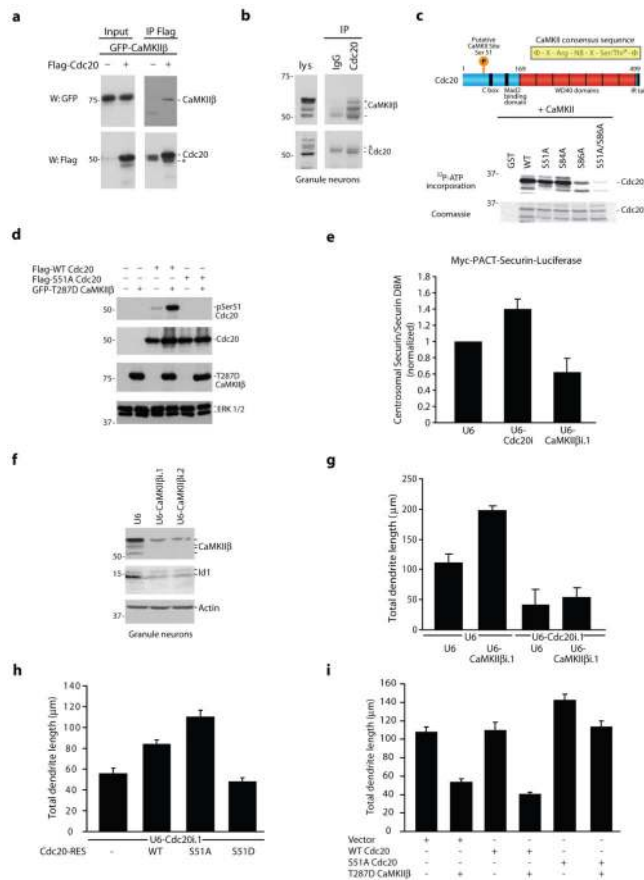 a
Input
IP Flag
GFP-CaMKIIβ
Flag-Cdc20
− + − +
W:GFP
75-
CaMKIIβ
W:Flag
50-
Cdc20
*
b
IP
lys
IgG
Cdc20
75-
CaMKIIβ
50-
50-
Cdc20
Granule neurons
c
Putative
CaMKII Site
Ser 51
P
CaMKII consensus sequence
Cdc20
1
169
499
C box
Mad2
binding
domain
WD40 domains
+ CaMKII
GST
WT
S51A
S84A
S86A
S51A/S86A
32P-ATP
incorporation
37-
-Cdc20
37-
Coomassie
-Cdc20
d
Flag-WT Cdc20
− − + + − −
Flag-S51A Cdc20
− − − − + +
GFP-T287D CaMKIIβ
− + − + − +
50-
pSer51
Cdc20
50-
-Cdc20
75-
T287D
CaMKIIβ
37-
ERK 1/2
e
Myc-PACT-Securin-Luciferase
Centrosomal Securin/Securin DBM
(normalized)
1.6
1.4
1.2
1
0.8
0.6
0.4
0.2
0
U6
U6-
Cdc20i
U6-
CaMKIIβi.1
f
U6
U6-CaMKIIβi.1
U6-CaMKIIβi.2
50-
CaMKIIβ
15-
Id1
37-
Actin
Granule neurons
g
Total dendrite length (μm)
250
200
150
100
50
0
U6
U6-Cdc20i.1
U6
U6-
CaMKIIβi.1
U6
U6-
CaMKIIβi.1
h
Total dendrite length (μm)
140
120
100
80
60
40
20
0
U6-Cdc20i.1
Cdc20-RES
-
WT
S51A
S51D
i
Total dendrite length (μm)
160
140
120
100
80
60
40
20
0
Vector
+ + − − − −
WT Cdc20
− − + + − −
S51A Cdc20
− − − − + +
T287D CaMKIIβ
− + − + − +